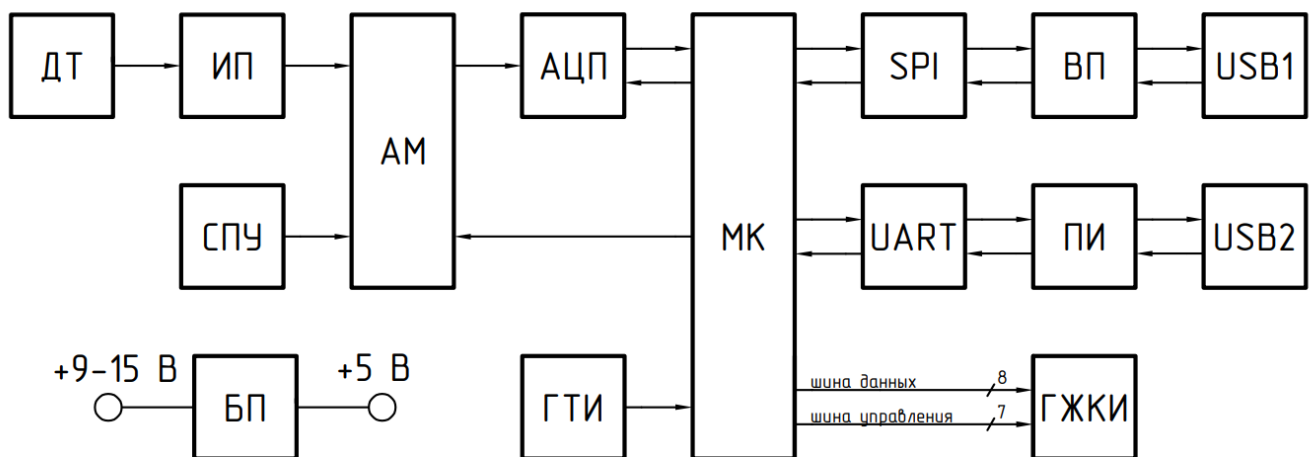 ДТ
ИП
АМ
АЦП
МК
SPI
ВП
USB1
СПУ
UART
ПИ
USB2
+9-15 В
БП
+5 В
ГТИ
шина данных 8
шина управления 7
ГЖКИ